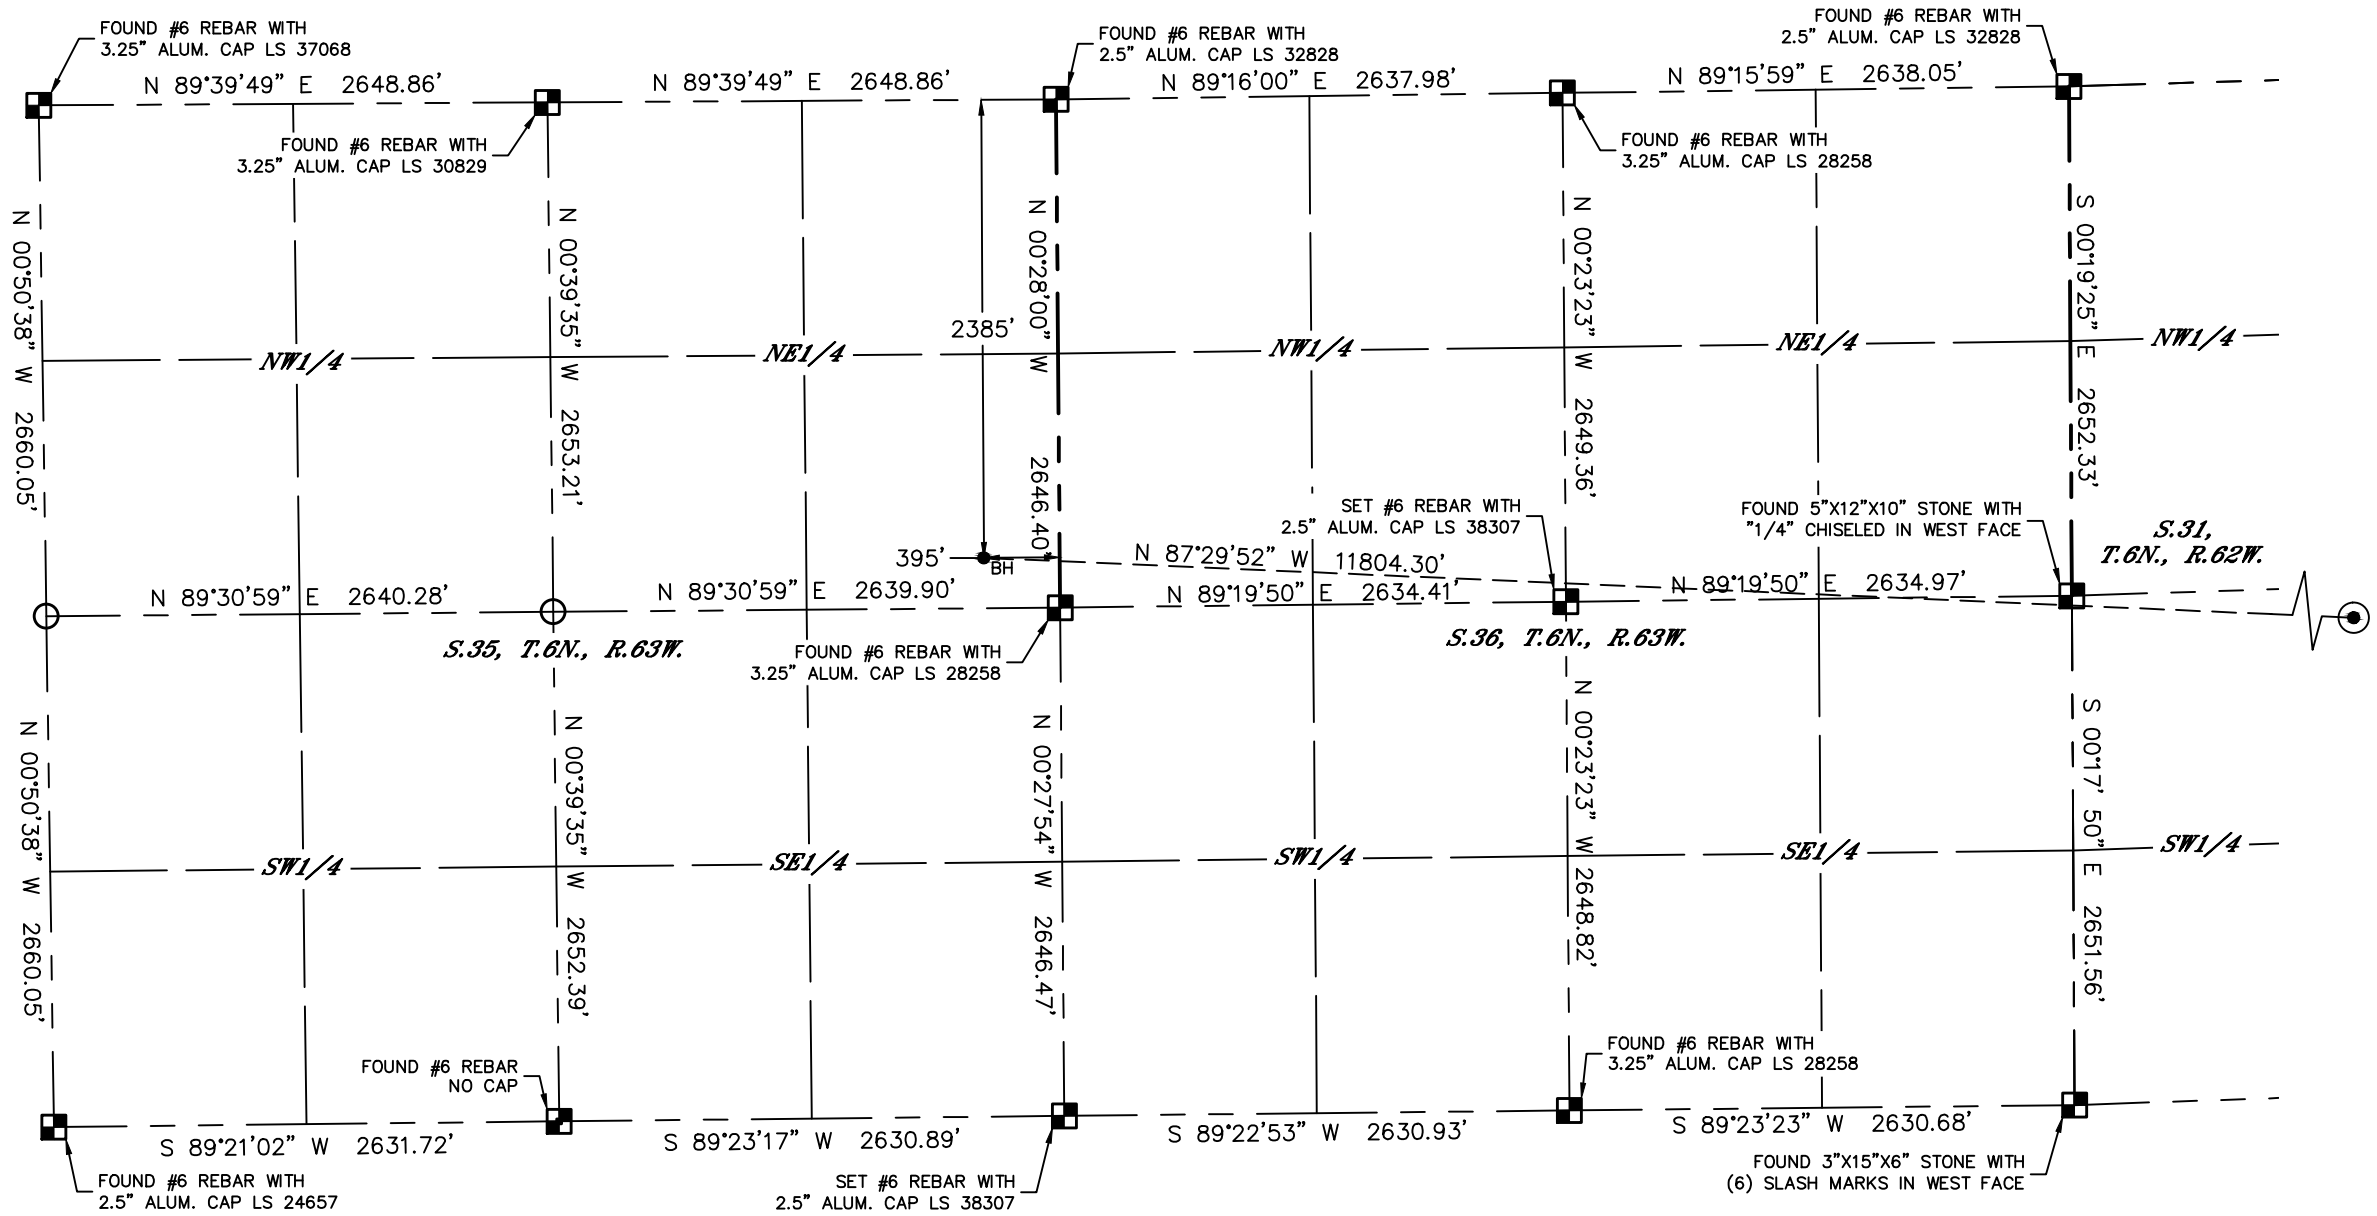 FOUND #6 REBAR WITH
3.25" ALUM. CAP LS 37068
FOUND #6 REBAR WITH
2.5" ALUM. CAP LS 32828
FOUND #6 REBAR WITH
2.5" ALUM. CAP LS 32828
N 89°39'49" E 2648.86'
N 89°39'49" E 2648.86'
N 89°16'00" E 2637.98'
N 89°15'59" E 2638.05'
FOUND #6 REBAR WITH
3.25" ALUM. CAP LS 30829
FOUND #6 REBAR WITH
3.25" ALUM. CAP LS 28258
N 00°50'38" W 2660.05'
N 00°39'35" W 2653.21'
N 00°28'00" W 2646.40'
N 00°23'23" W 2649.36'
S 00°19'25" E 2652.33'
2385'
NW1/4
NE1/4
NW1/4
NE1/4
NW1/4
SET #6 REBAR WITH
2.5" ALUM. CAP LS 38307
FOUND 5"X12"X10" STONE WITH
"1/4" CHISELED IN WEST FACE
S.31,
T.6N., R.62W.
395'
BH
N 87°29'52" W 11804.30'
N 89°30'59" E 2640.28'
N 89°30'59" E 2639.90'
N 89°19'50" E 2634.41'
N 89°19'50" E 2634.97'
S.35, T.6N., R.63W.
S.36, T.6N., R.63W.
FOUND #6 REBAR WITH
3.25" ALUM. CAP LS 28258
N 00°50'38" W 2660.05'
N 00°39'35" W 2652.39'
N 00°27'54" W 2646.47'
N 00°23'23" W 2648.82'
S 00°17' 50" E 2651.56'
SW1/4
SE1/4
SW1/4
SE1/4
SW1/4
FOUND #6 REBAR
NO CAP
FOUND #6 REBAR WITH
3.25" ALUM. CAP LS 28258
S 89°21'02" W 2631.72'
S 89°23'17" W 2630.89'
S 89°22'53" W 2630.93'
S 89°23'23" W 2630.68'
FOUND #6 REBAR WITH
2.5" ALUM. CAP LS 24657
SET #6 REBAR WITH
2.5" ALUM. CAP LS 38307
FOUND 3"X15"X6" STONE WITH
(6) SLASH MARKS IN WEST FACE